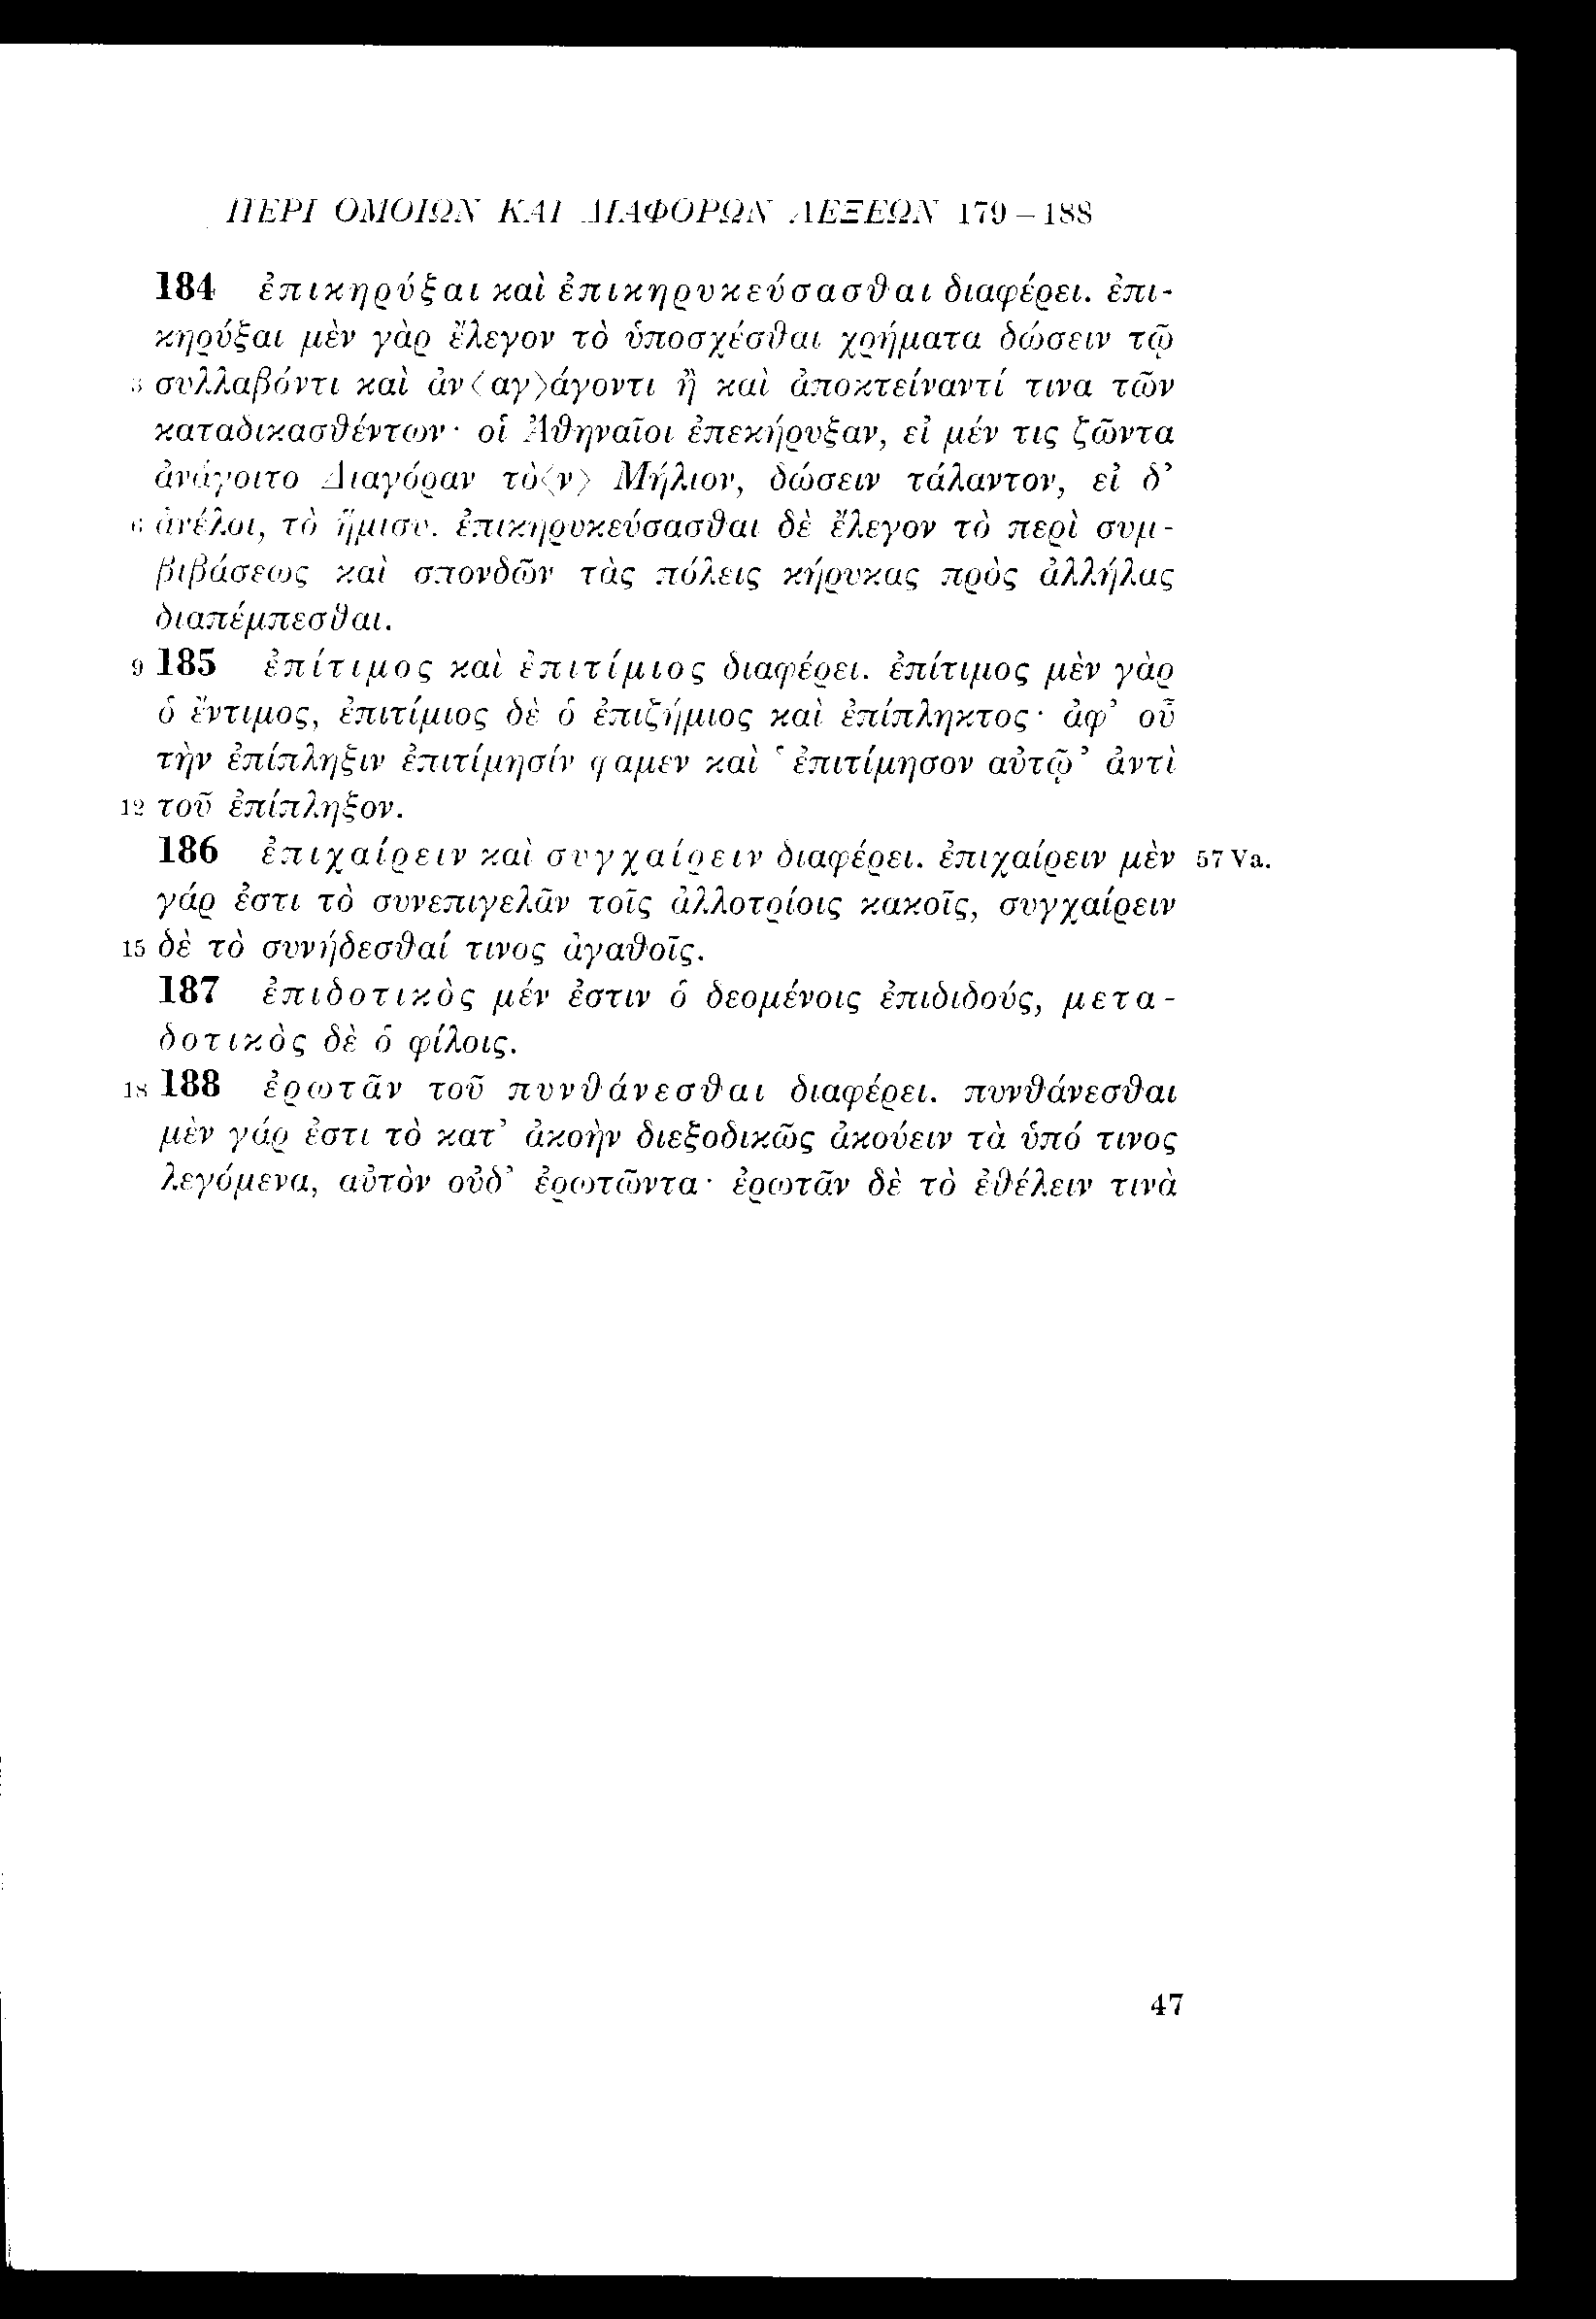 ΠΕΡΙ ΟΜΟΙΩΝ ΚΑΙ ΔΙΑΦΟΡΩΝ ΛΕΞΕΩΝ 179 – 188
184 ἐπικηρύξαι καὶ ἐπικηρυκεύσασθαι διαφέρει. ἐπι-
κηρύξαι μὲν γὰρ ἔλεγον τὸ ὑποσχέσθαι χρήματα δώσειν τῷ
3 συλλαβόντι καὶ ἀν<αγ>άγοντι ἢ καὶ ἀποκτείναντί τινα τῶν
καταδικασθέντων· οἱ Ἀθηναῖοι ἐπεκήρυξαν, εἰ μέν τις ζῶντα
ἀνάγοιτο Διαγόραν τὸ<ν> Μήλιον, δώσειν τάλαντον, εἰ δ’
6 ἀνέλοι, τὸ ἥμισυ. ἐπικηρυκεύσασθαι δὲ ἔλεγον τὸ περὶ συμ-
βιβάσεως καὶ σπονδῶν τὰς πόλεις κήρυκας πρὸς ἀλλήλας
διαπέμπεσθαι.
9 185 ἐπίτιμος καὶ ἐπιτίμιος διαφέρει. ἐπίτιμος μὲν γὰρ
ὁ ἔντιμος, ἐπιτίμιος δὲ ὁ ἐπιζήμιος καὶ ἐπίπληκτος· ἀφ’ οὗ
τὴν ἐπίπληξιν ἐπιτίμησίν φαμεν καὶ ‘ἐπιτίμησον αὐτῷ’ ἀντὶ
12 τοῦ ἐπίπληξον.
186 ἐπιχαίρειν καὶ συγχαίρειν διαφέρει. ἐπιχαίρειν μὲν 57 Va.
γάρ ἐστι τὸ συνεπιγελᾶν τοῖς ἀλλοτρίοις κακοῖς, συγχαίρειν
15 δὲ τὸ συνήδεσθαί τινος ἀγαθοῖς.
187 ἐπιδοτικὸς μέν ἐστιν ὁ δεομένοις ἐπιδιδούς, μετα-
δοτικὸς δὲ ὁ φίλοις.
18 188 ἐρωτᾶν τοῦ πυνθάνεσθαι διαφέρει. πυνθάνεσθαι
μὲν γάρ ἐστι τὸ κατ’ ἀκοὴν διεξοδικῶς ἀκούειν τὰ ὑπό τινος
λεγόμενα, αὐτὸν οὐδ’ ἐρωτῶντα· ἐρωτᾶν δὲ τὸ ἐθέλειν τινὰ
47